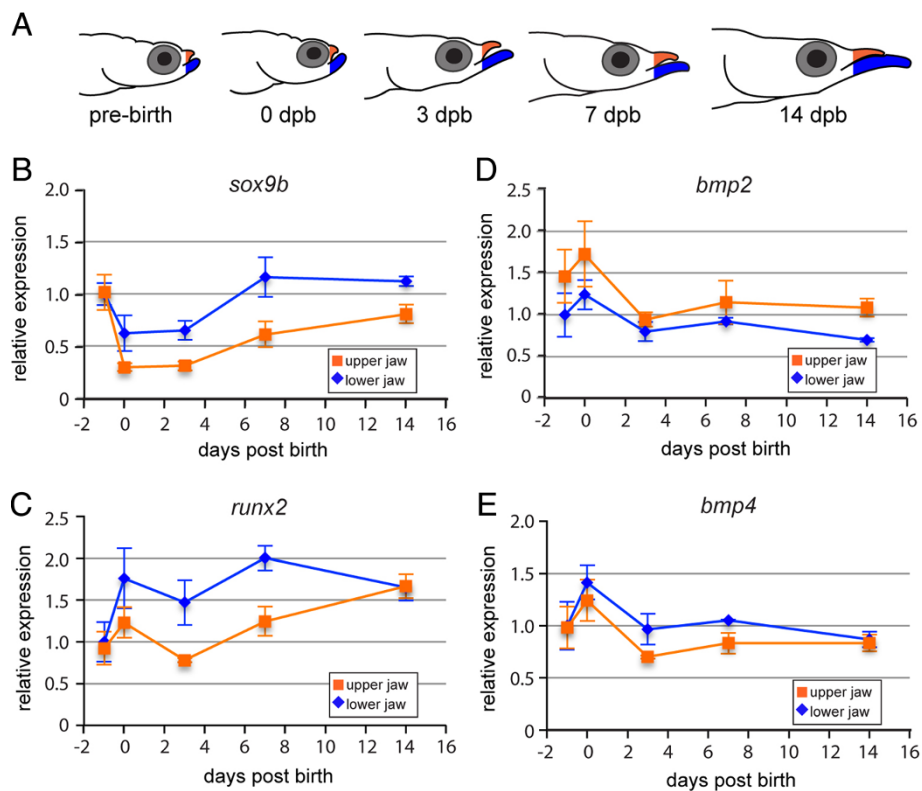 A
pre-birth
0 dpb
3 dpb
7 dpb
14 dpb
B
sox9b
relative expression
2.0
1.5
1.0
0.5
0
upper jaw
lower jaw
-2 0 2 4 6 8 10 12 14 16
days post birth
D
bmp2
relative expression
2.5
2.0
1.5
1.0
0.5
0
upper jaw
lower jaw
-2 0 2 4 6 8 10 12 14 16
days post birth
C
runx2
relative expression
2.5
2.0
1.5
1.0
0.5
0
upper jaw
lower jaw
-2 0 2 4 6 8 10 12 14 16
days post birth
E
bmp4
relative expression
2.0
1.5
1.0
0.5
0
upper jaw
lower jaw
-2 0 2 4 6 8 10 12 14 16
days post birth